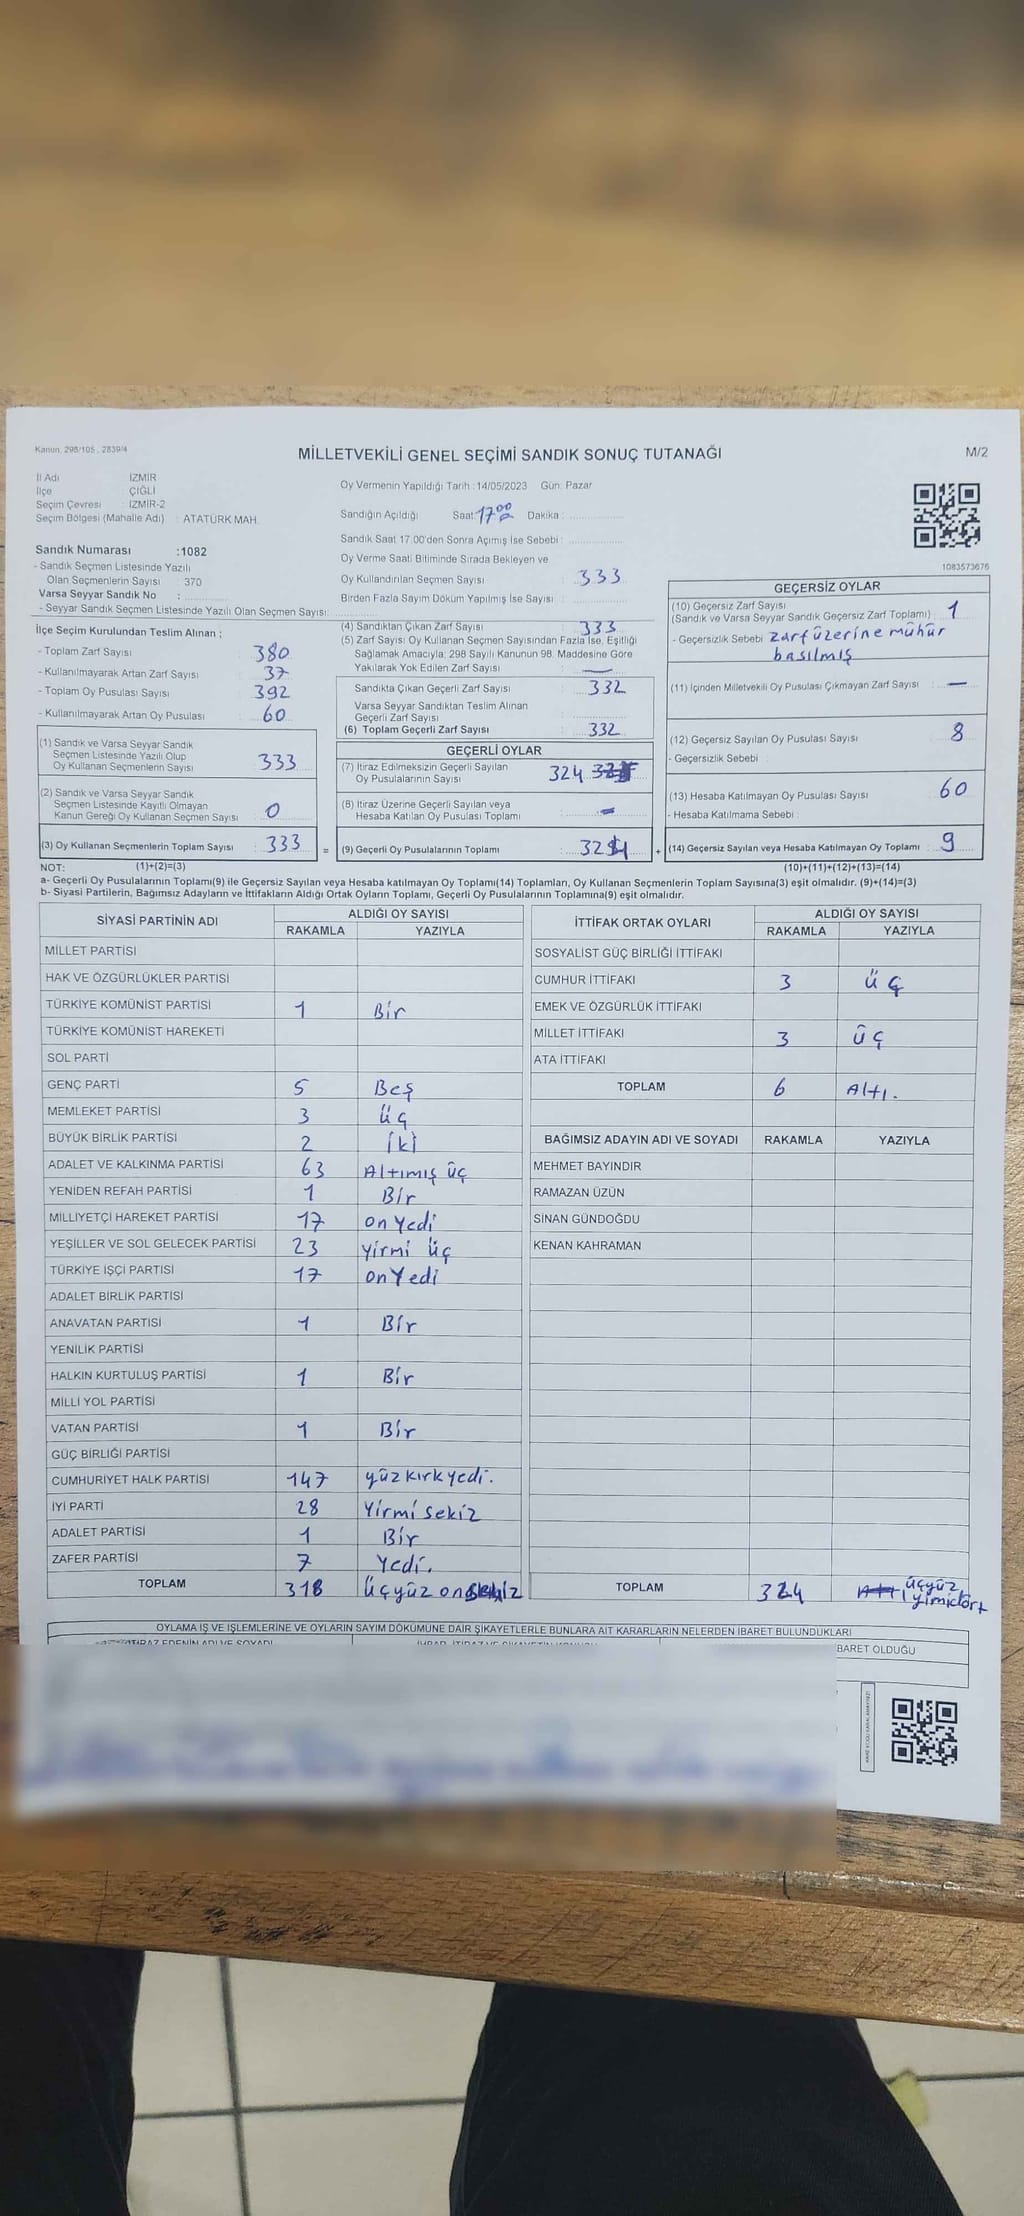 Kanun, 298/105 , 2839/4
MİLLETVEKİLİ GENEL SEÇİMİ SANDIK SONUÇ TUTANAĞI
M/2
İl Adı İZMİR
İlçe ÇİĞLİ
Seçim Çevresi : İZMİR-2
Seçim Bölgesi (Mahalle Adı) : ATATÜRK MAH.
Oy Vermenin Yapıldığı Tarih : 14/05/2023 Gün: Pazar
Sandığın Açıldığı Saat: 17.00 Dakika :
Sandık Saat 17.00'den Sonra Açımış İse Sebebi :
Oy Verme Saati Bitiminde Sırada Bekleyen ve
Oy Kullandırılan Seçmen Sayısı : 333
Birden Fazla Sayım Döküm Yapılmış İse Sayısı :
1083573676
Sandık Numarası :1082
- Sandık Seçmen Listesinde Yazılı
Olan Seçmenlerin Sayısı : 370
Varsa Seyyar Sandık No :
- Seyyar Sandık Seçmen Listesinde Yazılı Olan Seçmen Sayısı:
İlçe Seçim Kurulundan Teslim Alınan ;
- Toplam Zarf Sayısı : 380
- Kullanılmayarak Artan Zarf Sayısı : 37
- Toplam Oy Pusulası Sayısı : 392
- Kullanılmayarak Artan Oy Pusulası : 60
(1) Sandık ve Varsa Seyyar Sandık
Seçmen Listesinde Yazılı Olup
Oy Kullanan Seçmenlerin Sayısı : 333
(2) Sandık ve Varsa Seyyar Sandık
Seçmen Listesinde Kayıtlı Olmayan
Kanun Gereği Oy Kullanan Seçmen Sayısı : 0
(3) Oy Kullanan Seçmenlerin Toplam Sayısı : 333 =
(4) Sandıktan Çıkan Zarf Sayısı : 333
(5) Zarf Sayısı Oy Kullanan Seçmen Sayısından Fazla İse, Eşitliği
Sağlamak Amacıyla; 298 Sayılı Kanunun 98. Maddesine Göre
Yakılarak Yok Edilen Zarf Sayısı : —
Sandıkta Çıkan Geçerli Zarf Sayısı : 332
Varsa Seyyar Sandıktan Teslim Alınan
Geçerli Zarf Sayısı :
(6) Toplam Geçerli Zarf Sayısı : 332
GEÇERLİ OYLAR
(7) İtiraz Edilmeksizin Geçerli Sayılan
Oy Pusulalarının Sayısı 324
(8) İtiraz Üzerine Geçerli Sayılan veya
Hesaba Katılan Oy Pusulası Toplamı : —
(9) Geçerli Oy Pusulalarının Toplamı : 324 +
GEÇERSİZ OYLAR
(10) Geçersiz Zarf Sayısı
(Sandık ve Varsa Seyyar Sandık Geçersiz Zarf Toplamı) : 1
- Geçersizlik Sebebi zarf üzerine mühür
basılmış
(11) İçinden Milletvekili Oy Pusulası Çıkmayan Zarf Sayısı : —
(12) Geçersiz Sayılan Oy Pusulası Sayısı : 8
- Geçersizlik Sebebi :
(13) Hesaba Katılmayan Oy Pusulası Sayısı : 60
- Hesaba Katılmama Sebebi :
(14) Geçersiz Sayılan veya Hesaba Katılmayan Oy Toplamı : 9
NOT: (1)+(2)=(3) (10)+(11)+(12)+(13)=(14)
a- Geçerli Oy Pusulalarının Toplamı(9) ile Geçersiz Sayılan veya Hesaba katılmayan Oy Toplamı(14) Toplamları, Oy Kullanan Seçmenlerin Toplam Sayısına(3) eşit olmalıdır. (9)+(14)=(3)
b- Siyasi Partilerin, Bağımsız Adayların ve İttifakların Aldığı Ortak Oyların Toplamı, Geçerli Oy Pusulalarının Toplamına(9) eşit olmalıdır.
SİYASİ PARTİNİN ADI ALDIĞI OY SAYISI
RAKAMLA YAZIYLA
MİLLET PARTİSİ
HAK VE ÖZGÜRLÜKLER PARTİSİ
TÜRKİYE KOMÜNİST PARTİSİ 1 Bir
TÜRKİYE KOMÜNİST HAREKETİ
SOL PARTİ
GENÇ PARTİ 5 Beş
MEMLEKET PARTİSİ 3 üç
BÜYÜK BİRLİK PARTİSİ 2 İki
ADALET VE KALKINMA PARTİSİ 63 Altımış üç
YENİDEN REFAH PARTİSİ 1 Bir
MİLLİYETÇİ HAREKET PARTİSİ 17 on yedi
YEŞİLLER VE SOL GELECEK PARTİSİ 23 yirmi üç
TÜRKİYE İŞÇİ PARTİSİ 17 on Yedi
ADALET BİRLİK PARTİSİ
ANAVATAN PARTİSİ 1 Bir
YENİLİK PARTİSİ
HALKIN KURTULUŞ PARTİSİ 1 Bir
MİLLİ YOL PARTİSİ
VATAN PARTİSİ 1 Bir
GÜÇ BİRLİĞİ PARTİSİ
CUMHURİYET HALK PARTİSİ 147 yüz kırk yedi.
İYİ PARTİ 28 Yirmi sekiz
ADALET PARTİSİ 1 Bir
ZAFER PARTİSİ 7 Yedi.
TOPLAM 318 üçyüz onsekiz
İTTİFAK ORTAK OYLARI ALDIĞI OY SAYISI
RAKAMLA YAZIYLA
SOSYALİST GÜÇ BİRLİĞİ İTTİFAKI
CUMHUR İTTİFAKI 3 üç
EMEK VE ÖZGÜRLÜK İTTİFAKI
MİLLET İTTİFAKI 3 üç
ATA İTTİFAKI
TOPLAM 6 Altı.
BAĞIMSIZ ADAYIN ADI VE SOYADI RAKAMLA YAZIYLA
MEHMET BAYINDIR
RAMAZAN ÜZÜN
SİNAN GÜNDOĞDU
KENAN KAHRAMAN
TOPLAM 324 üçyüz
yimidört
OYLAMA İŞ VE İŞLEMLERİNE VE OYLARIN SAYIM DÖKÜMÜNE DAİR ŞİKAYETLERLE BUNLARA AİT KARARLARIN NELERDEN İBARET BULUNDUKLARI
BARET OLDUĞU